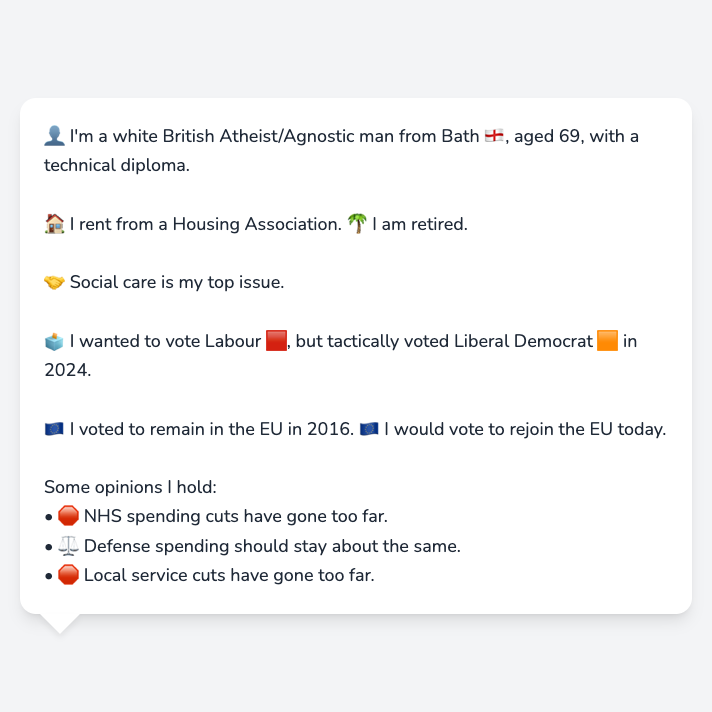 👤 I'm a white British Atheist/Agnostic man from Bath 🏴󠁧󠁢󠁥󠁮󠁧󠁿, aged 69, with a
technical diploma.
🏠 I rent from a Housing Association. 🌴 I am retired.
🤝 Social care is my top issue.
🗳️ I wanted to vote Labour 🟥, but tactically voted Liberal Democrat 🟧 in
2024.
🇪🇺 I voted to remain in the EU in 2016. 🇪🇺 I would vote to rejoin the EU today.
Some opinions I hold:
• 🛑 NHS spending cuts have gone too far.
• ⚖️ Defense spending should stay about the same.
• 🛑 Local service cuts have gone too far.